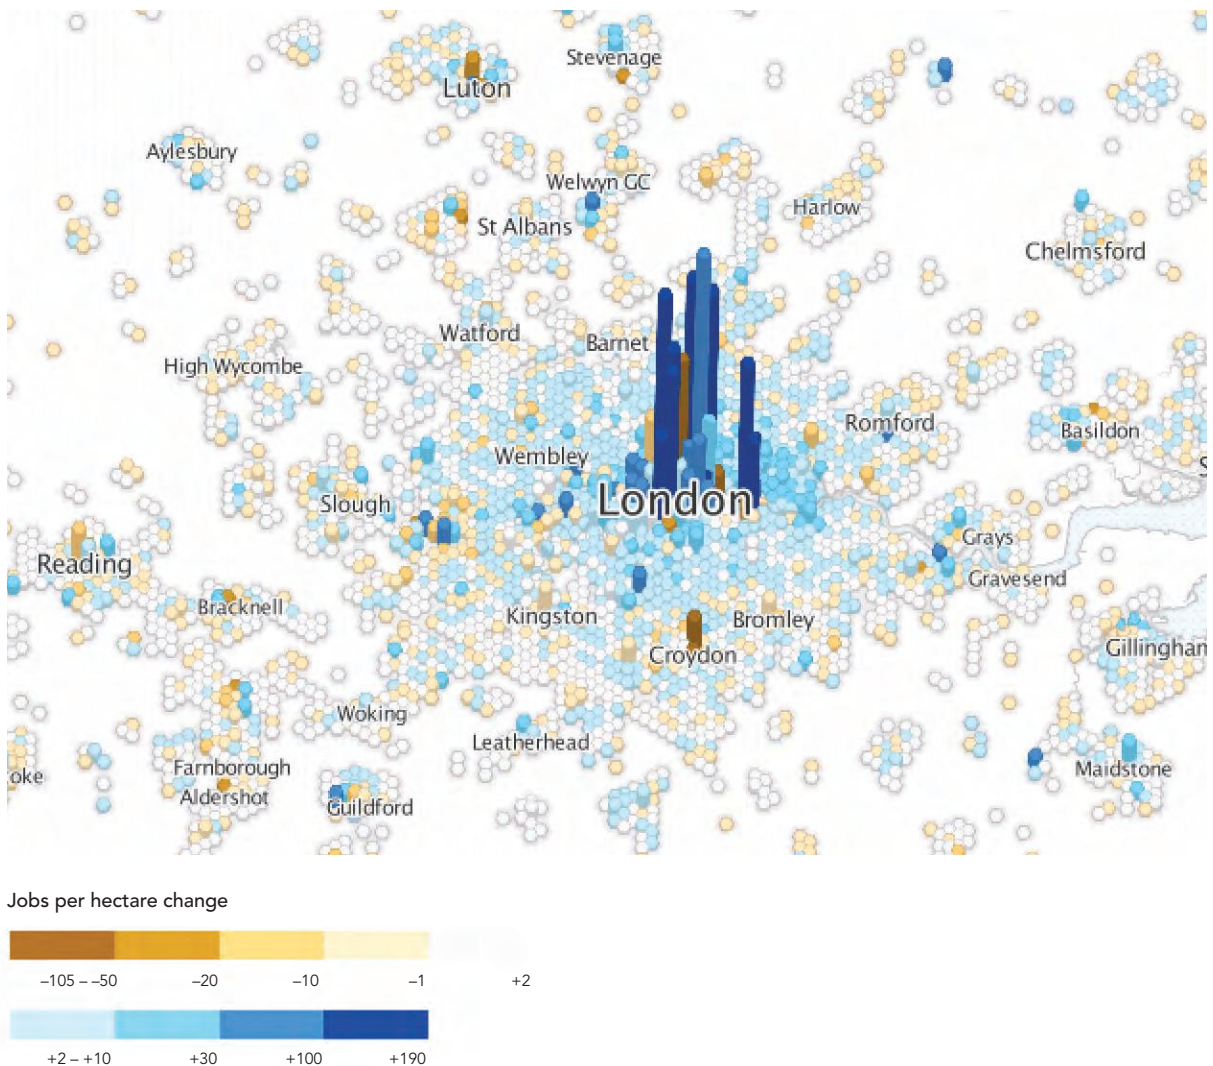 Stevenage
Luton
Aylesbury
Welwyn GC
Harlow
St Albans
Chelmsford
Watford
Barnet
High Wycombe
Romford
Basildon
Wembley
S
Slough
London
Grays
Reading
Gravesend
Bracknell
Kingston
Bromley
Croydon
Gillingham
Woking
Leatherhead
Farnborough
oke
Maidstone
Aldershot
Guildford
Jobs per hectare change
–105 – –50 –20 –10 –1 +2
+2 – +10 +30 +100 +190